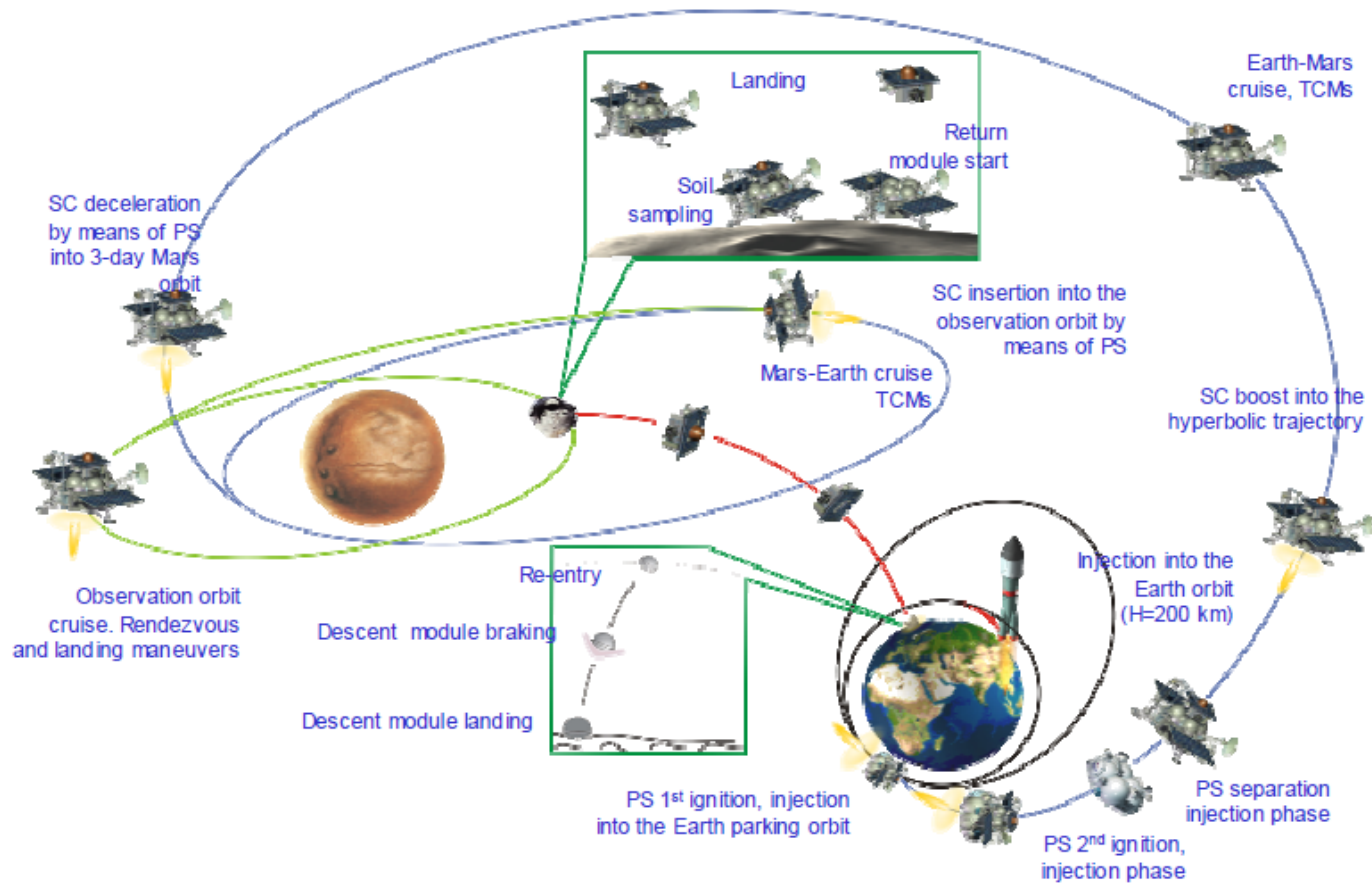 Earth-Mars
cruise, TCMs
Landing
Return
module start
Soil
sampling
SC deceleration
by means of PS
into 3-day Mars
orbit
SC insertion into the
observation orbit by
means of PS
Mars-Earth cruise
TCMs
SC boost into the
hyperbolic trajectory
Injection into the
Earth orbit
(H=200 km)
Re-entry
Descent module braking
Descent module landing
Observation orbit
cruise. Rendezvous
and landing maneuvers
PS 1st ignition, injection
into the Earth parking orbit
PS 2nd ignition,
injection phase
PS separation
injection phase